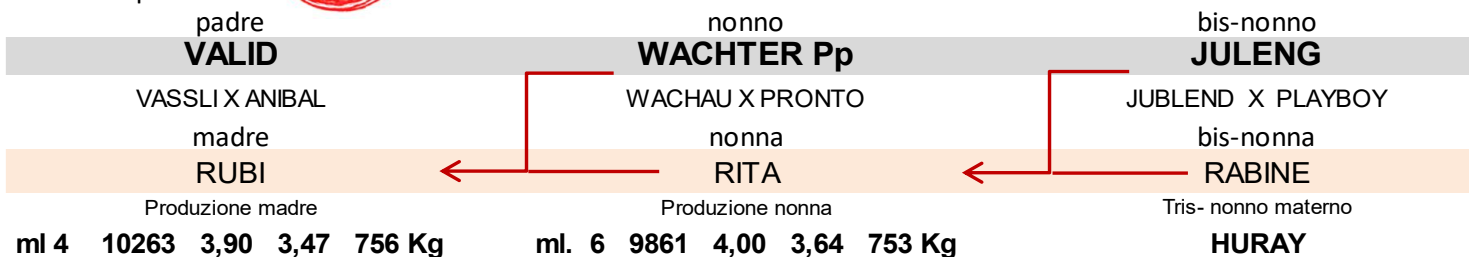 padre nonno bis-nonno
VALID WACHTER Pp JULENG
VASSLI X ANIBAL WACHAU X PRONTO JUBLEND X PLAYBOY
madre nonna bis-nonna
RUBI RITA RABINE
Produzione madre Produzione nonna Tris- nonno materno
ml 4 10263 3,90 3,47 756 Kg ml. 6 9861 4,00 3,64 753 Kg HURAY